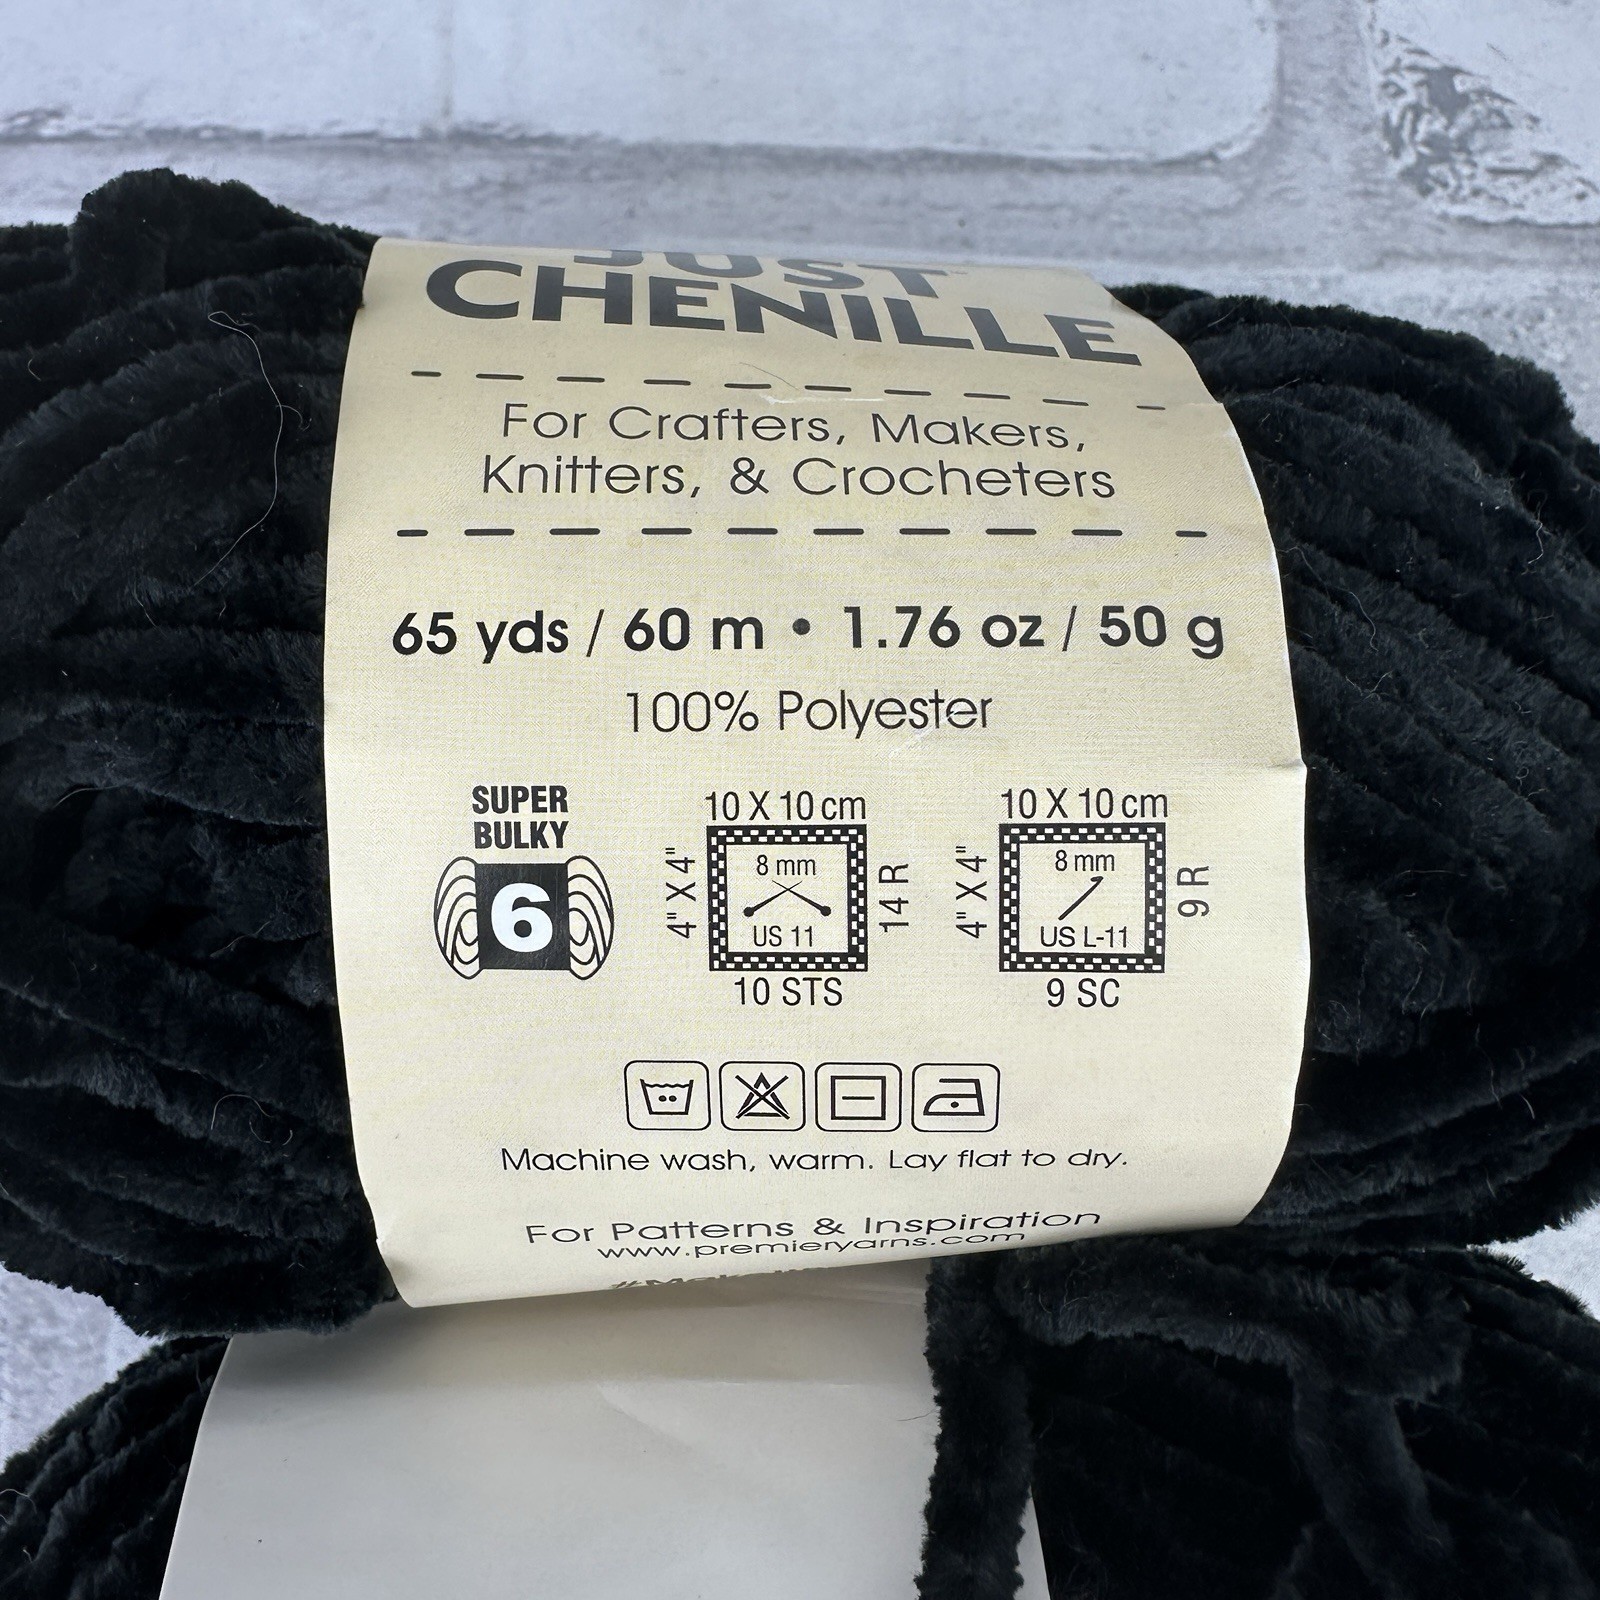 JUST
CHENILLE
For Crafters, Makers,
Knitters, & Crocheters
65 yds / 60 m • 1.76 oz / 50 g
100% Polyester
SUPER
BULKY
6
10 X 10 cm
4" X 4"
8 mm
US 11
14 R
10 STS
10 X 10 cm
4" X 4"
8 mm
US L-11
9 R
9 SC
Machine wash, warm. Lay flat to dry.
For Patterns & Inspiration
www.premieryarns.com